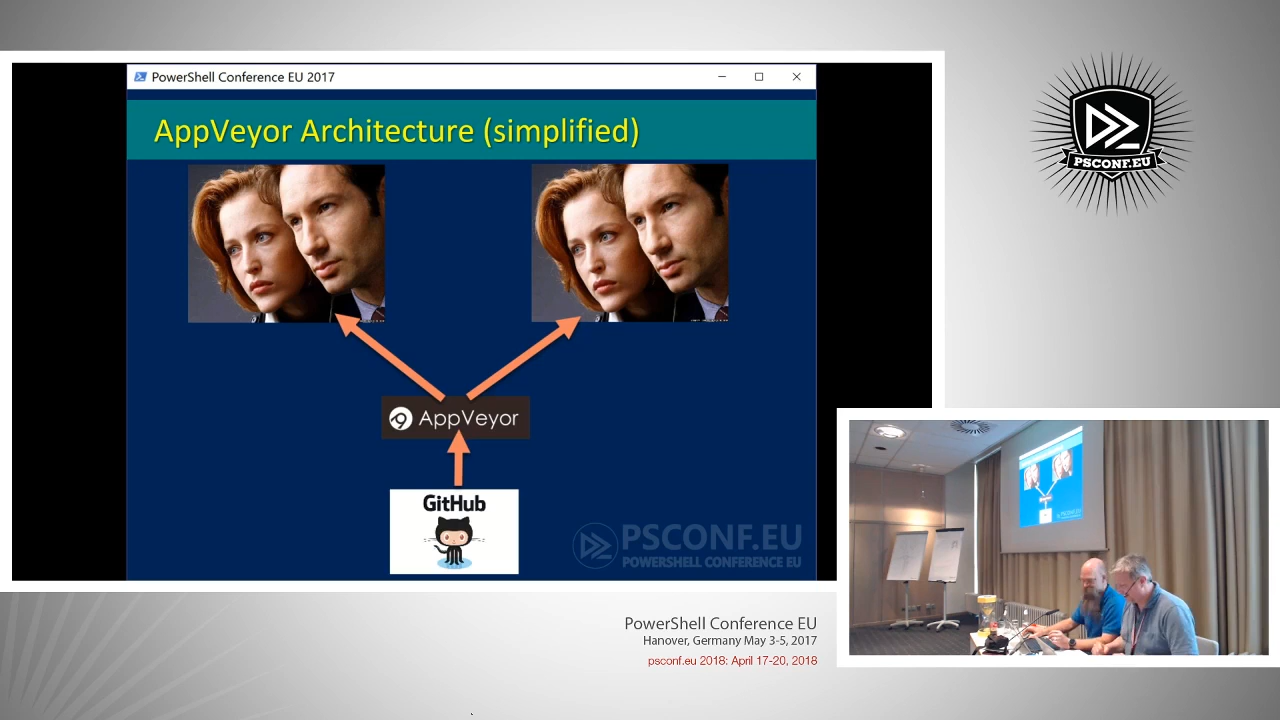 PowerShell Conference EU 2017
AppVeyor Architecture (simplified)
AppVeyor
GitHub
PSCONF.EU
POWERSHELL CONFERENCE EU
PSCONF.EU
PowerShell Conference EU
Hanover, Germany May 3-5, 2017
psconf.eu 2018: April 17-20, 2018